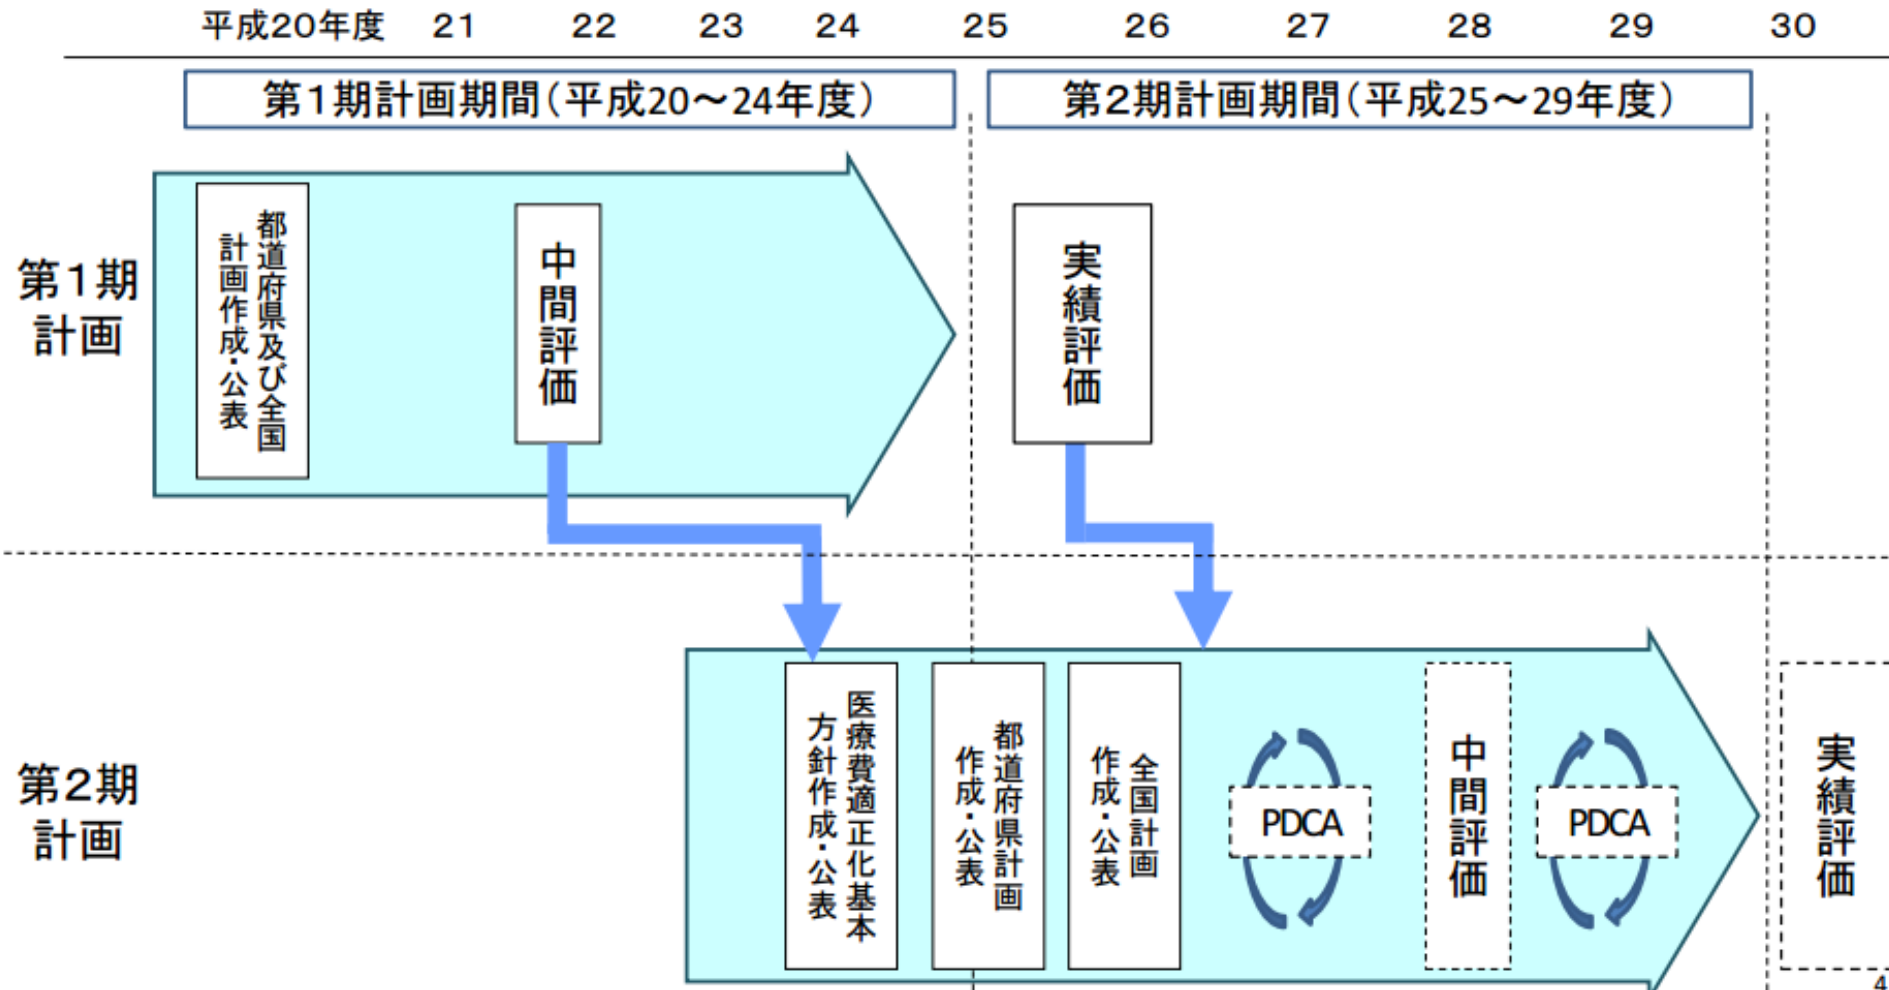 平成20年度 21 22 23 24 25 26 27 28 29 30
第1期計画期間(平成20～24年度)
第2期計画期間(平成25～29年度)
第1期
計画
都道府県及び全国
計画作成・公表
中間評価
実績評価
第2期
計画
医療費適正化基本
方針作成・公表
都道府県計画
作成・公表
全国計画
作成・公表
PDCA
中間評価
PDCA
実績評価
4